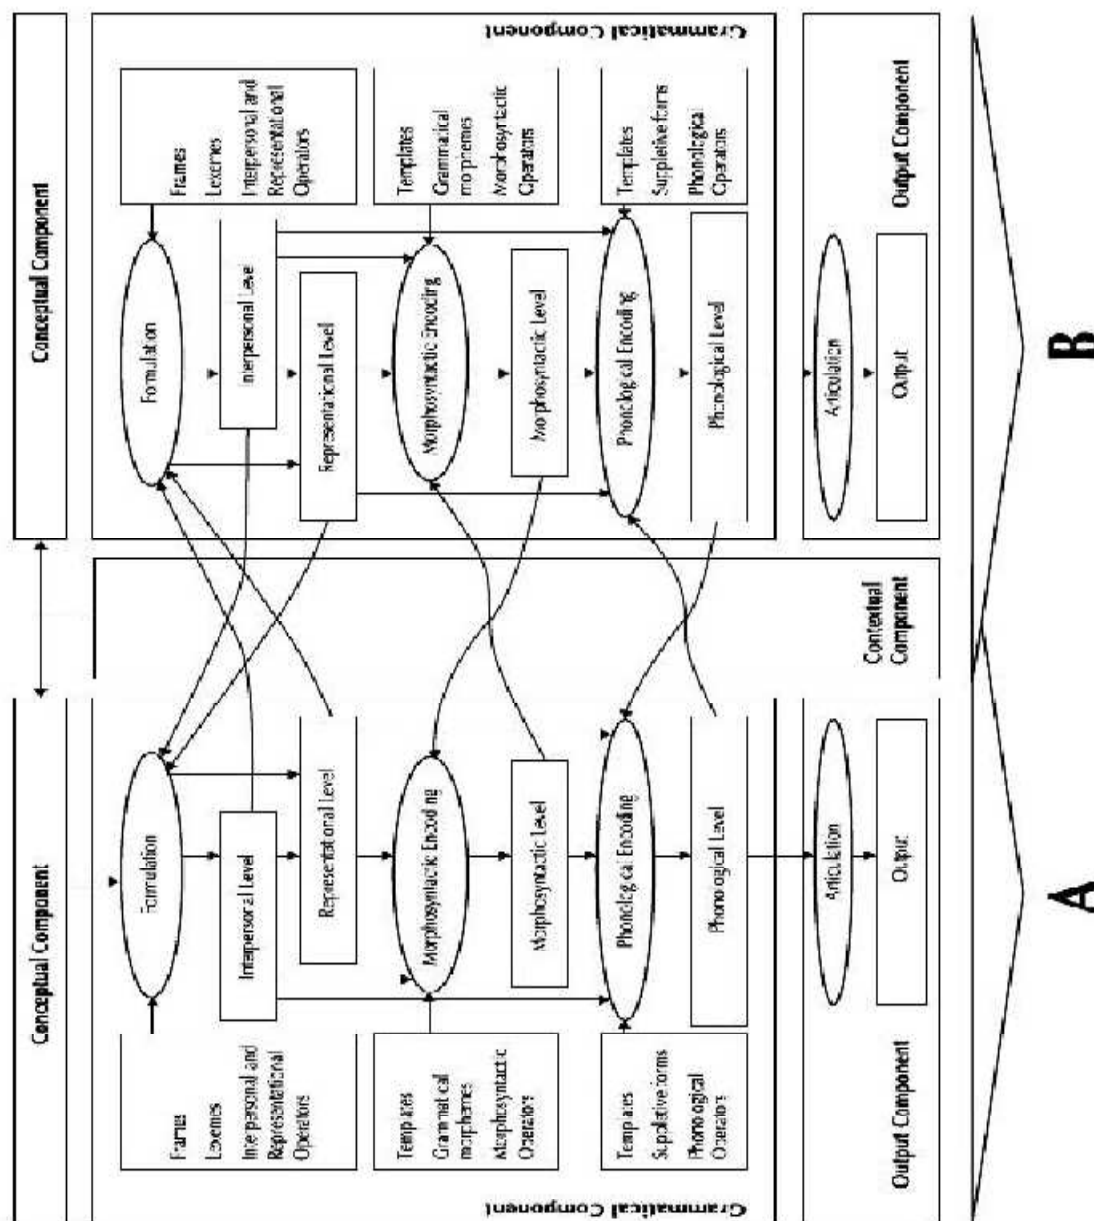 Conceptual Component
Conceptual Component
Grammatical Component
Frames
Lexemes
Interpersonal and
Representational
Operators
Formulation
Interpersonal Level
Representational Level
Templates
Grammatical
morphemes
Morphosyntactic
Operators
Morphosyntactic Encoding
Morphosyntactic Level
Templates
Suppletive forms
Phonological
Operators
Phonological Encoding
Phonological Level
Output Component
Articulation
Output
Contextual
Component
Grammatical Component
Formulation
Frames
Lexemes
Interpersonal and
Representational
Operators
Interpersonal Level
Representational Level
Morphosyntactic Encoding
Templates
Grammatical
morphemes
Morphosyntactic
Operators
Morphosyntactic Level
Phonological Encoding
Templates
Suppletive forms
Phonological
Operators
Phonological Level
Articulation
Output
Output Component
A
B